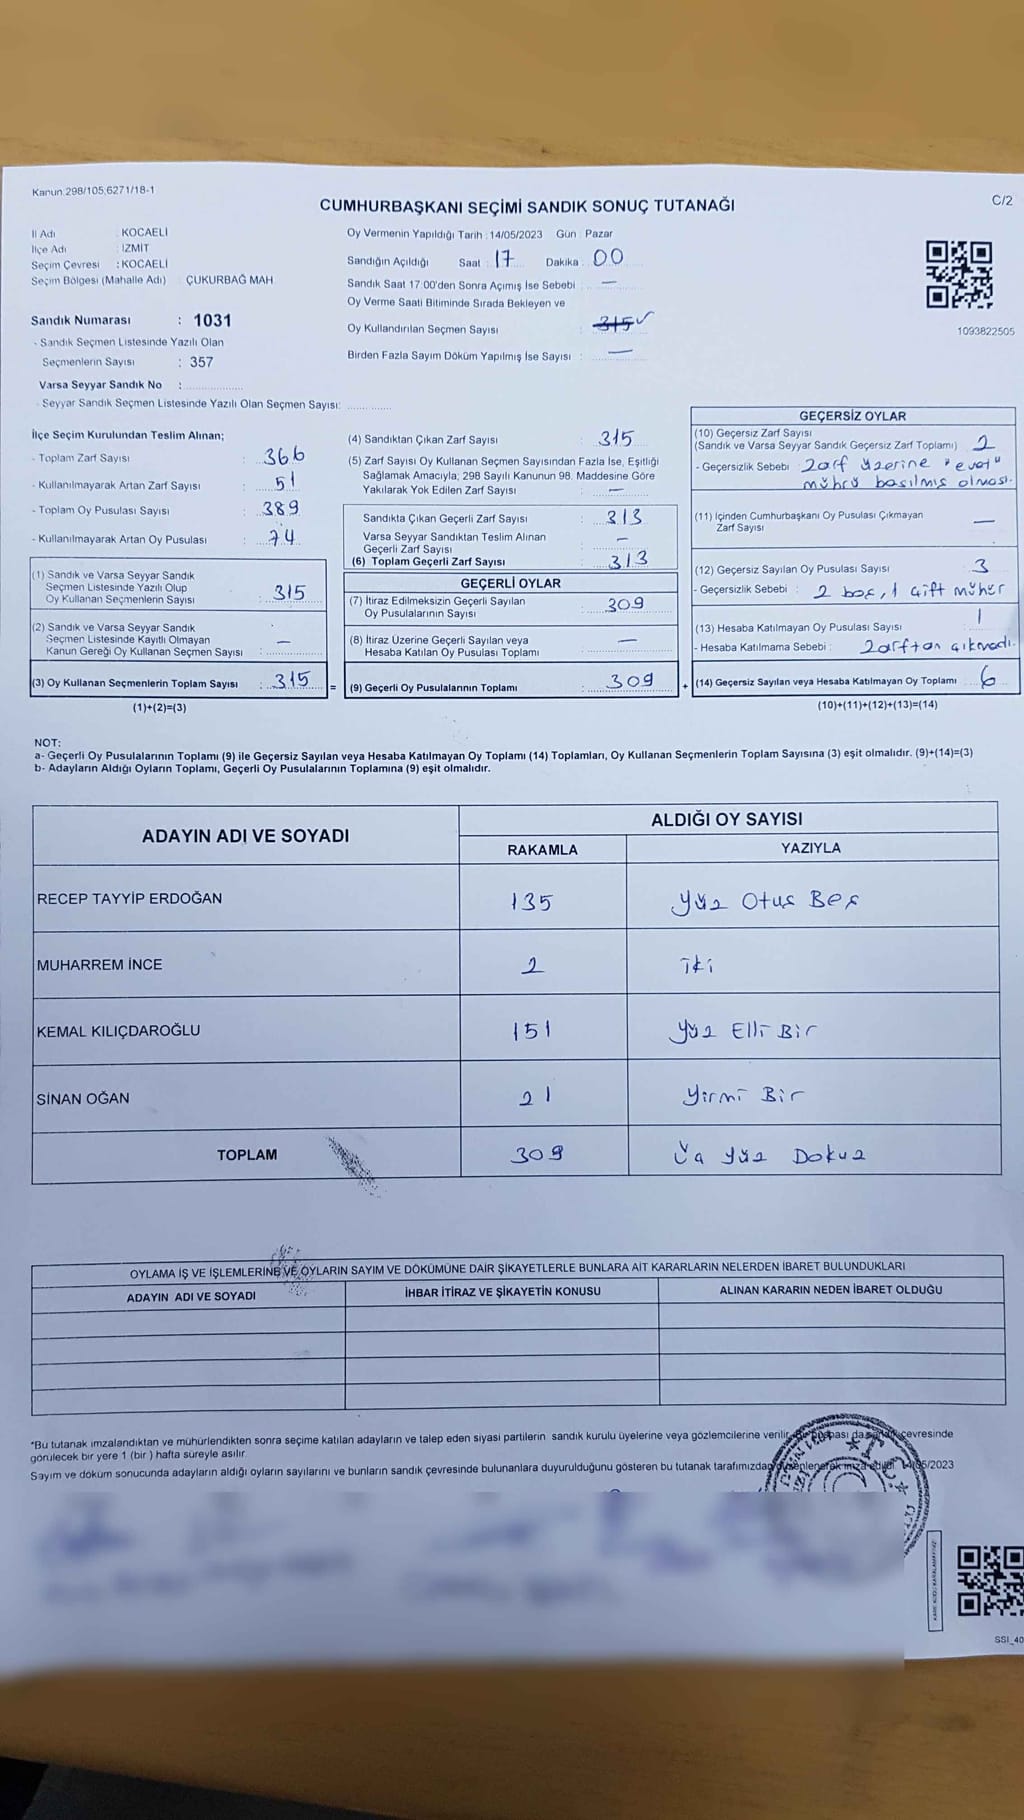 Kanun.298/105,6271/18-1
C/2
CUMHURBAŞKANI SEÇİMİ SANDIK SONUÇ TUTANAĞI
İl Adı : KOCAELİ
İlçe Adı : İZMİT
Seçim Çevresi : KOCAELİ
Seçim Bölgesi (Mahalle Adı) : ÇUKURBAĞ MAH
Sandık Numarası : 1031
- Sandık Seçmen Listesinde Yazılı Olan
Seçmenlerin Sayısı : 357
Varsa Seyyar Sandık No :
- Seyyar Sandık Seçmen Listesinde Yazılı Olan Seçmen Sayısı:
Oy Vermenin Yapıldığı Tarih : 14/05/2023 Gün : Pazar
Sandığın Açıldığı Saat : 17 Dakika : 00
Sandık Saat 17:00'den Sonra Açımış İse Sebebi : —
Oy Verme Saati Bitiminde Sırada Bekleyen ve
Oy Kullandırılan Seçmen Sayısı : 315
Birden Fazla Sayım Döküm Yapılmış İse Sayısı : —
1093822505
İlçe Seçim Kurulundan Teslim Alınan;
- Toplam Zarf Sayısı : 366
- Kullanılmayarak Artan Zarf Sayısı : 51
- Toplam Oy Pusulası Sayısı : 389
- Kullanılmayarak Artan Oy Pusulası : 74
(1) Sandık ve Varsa Seyyar Sandık
Seçmen Listesinde Yazılı Olup
Oy Kullanan Seçmenlerin Sayısı : 315
(2) Sandık ve Varsa Seyyar Sandık
Seçmen Listesinde Kayıtlı Olmayan
Kanun Gereği Oy Kullanan Seçmen Sayısı : —
(3) Oy Kullanan Seçmenlerin Toplam Sayısı : 315
(1)+(2)=(3)
(4) Sandıktan Çıkan Zarf Sayısı : 315
(5) Zarf Sayısı Oy Kullanan Seçmen Sayısından Fazla İse, Eşitliği
Sağlamak Amacıyla; 298 Sayılı Kanunun 98. Maddesine Göre
Yakılarak Yok Edilen Zarf Sayısı : —
Sandıkta Çıkan Geçerli Zarf Sayısı : 313
Varsa Seyyar Sandıktan Teslim Alınan
Geçerli Zarf Sayısı : —
(6) Toplam Geçerli Zarf Sayısı : 313
GEÇERLİ OYLAR
(7) İtiraz Edilmeksizin Geçerli Sayılan
Oy Pusulalarının Sayısı : 309
(8) İtiraz Üzerine Geçerli Sayılan veya
Hesaba Katılan Oy Pusulası Toplamı : —
= (9) Geçerli Oy Pusulalarının Toplamı : 309
GEÇERSİZ OYLAR
(10) Geçersiz Zarf Sayısı
(Sandık ve Varsa Seyyar Sandık Geçersiz Zarf Toplamı) 2
- Geçersizlik Sebebi : Zarf üzerine "evet"
mührü basılmış olması.
(11) İçinden Cumhurbaşkanı Oy Pusulası Çıkmayan
Zarf Sayısı —
(12) Geçersiz Sayılan Oy Pusulası Sayısı 3
- Geçersizlik Sebebi : 2 boş, 1 çift mühür
(13) Hesaba Katılmayan Oy Pusulası Sayısı 1
- Hesaba Katılmama Sebebi : Zarftan çıkmadı.
+ (14) Geçersiz Sayılan veya Hesaba Katılmayan Oy Toplamı 6
(10)+(11)+(12)+(13)=(14)
NOT:
a- Geçerli Oy Pusulalarının Toplamı (9) ile Geçersiz Sayılan veya Hesaba Katılmayan Oy Toplamı (14) Toplamları, Oy Kullanan Seçmenlerin Toplam Sayısına (3) eşit olmalıdır. (9)+(14)=(3)
b- Adayların Aldığı Oyların Toplamı, Geçerli Oy Pusulalarının Toplamına (9) eşit olmalıdır.
ADAYIN ADI VE SOYADI
ALDIĞI OY SAYISI
RAKAMLA YAZIYLA
RECEP TAYYİP ERDOĞAN 135 Yüz Otuz Beş
MUHARREM İNCE 2 İki
KEMAL KILIÇDAROĞLU 151 Yüz Elli Bir
SİNAN OĞAN 21 Yirmi Bir
TOPLAM 309 Üç Yüz Dokuz
OYLAMA İŞ VE İŞLEMLERİNE VE OYLARIN SAYIM VE DÖKÜMÜNE DAİR ŞİKAYETLERLE BUNLARA AİT KARARLARIN NELERDEN İBARET BULUNDUKLARI
ADAYIN ADI VE SOYADI İHBAR İTİRAZ VE ŞİKAYETİN KONUSU ALINAN KARARIN NEDEN İBARET OLDUĞU
*Bu tutanak imzalandıktan ve mühürlendikten sonra seçime katılan adayların ve talep eden siyasi partilerin sandık kurulu üyelerine veya gözlemcilerine verilir. çevresinde
görülecek bir yere 1 (bir ) hafta süreyle asılır.
Sayım ve döküm sonucunda adayların aldığı oyların sayılarını ve bunların sandık çevresinde bulunanlara duyurulduğunu gösteren bu tutanak tarafımızdan düzenlenerek imza edildi. 14/05/2023
T.C.
SSI_40